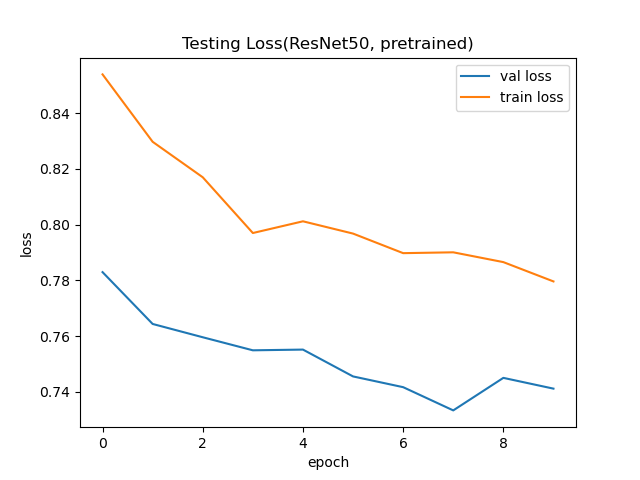 Testing Loss(ResNet50, pretrained)
val loss
train loss
0.84
0.82
0.80
0.78
0.76
0.74
loss
0 2 4 6 8
epoch